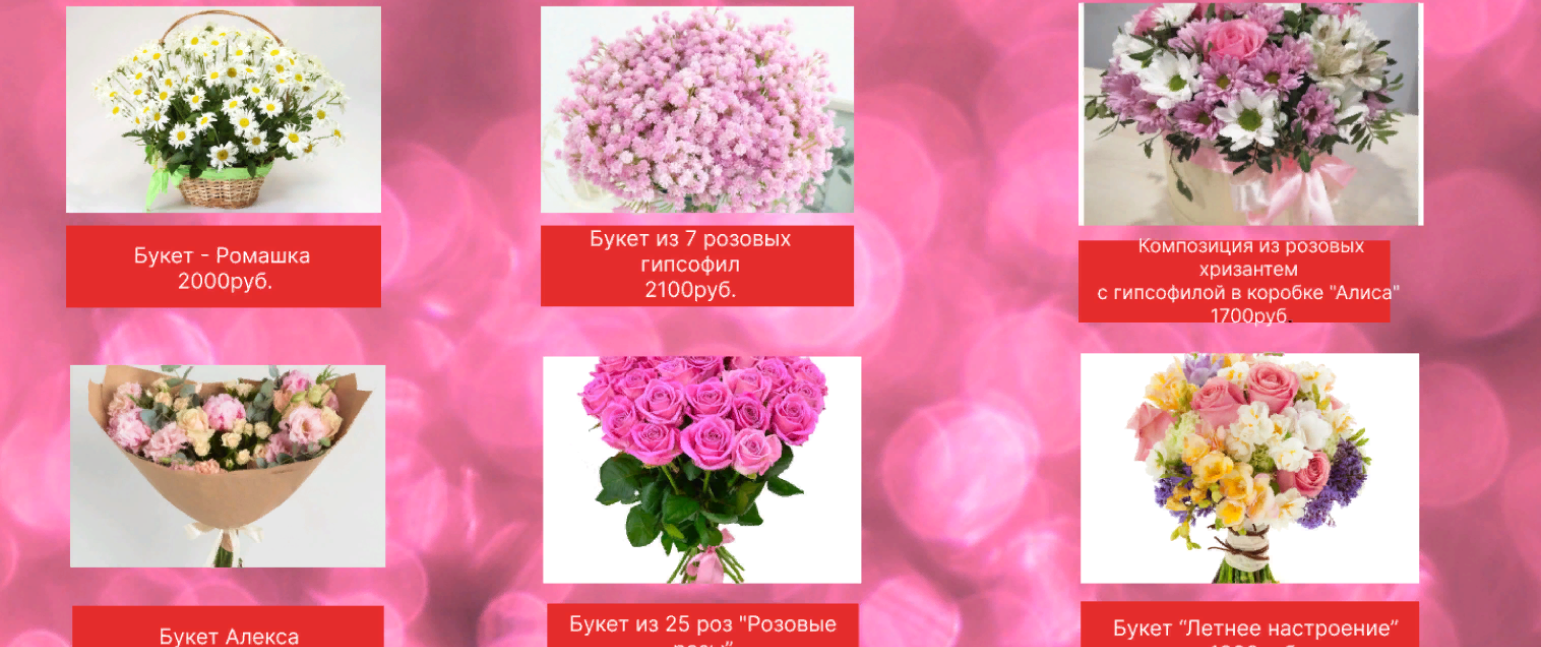 Букет - Ромашка
2000руб.
Букет из 7 розовых
гипсофил
2100руб.
Композиция из розовых
хризантем
с гипсофилой в коробке "Алиса"
1700руб.
Букет Алекса
Букет из 25 роз "Розовые
Букет “Летнее настроение“